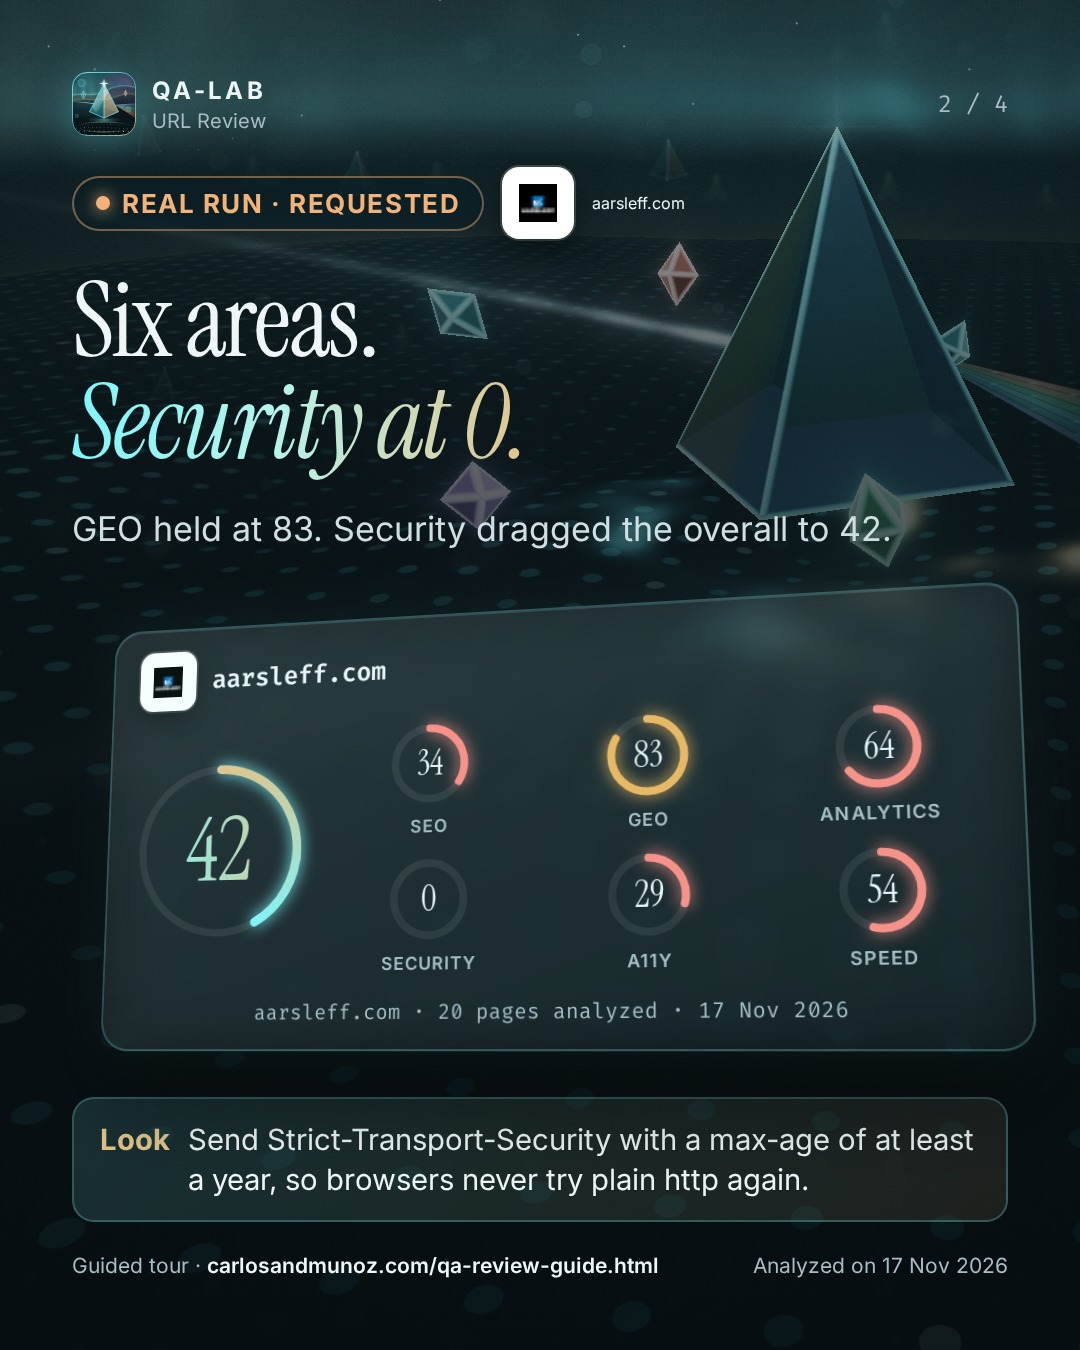 QA-LAB
URL Review
2 / 4
REAL RUN · REQUESTED
aarsleff.com
Six areas.
Security at 0.
GEO held at 83. Security dragged the overall to 42.
aarsleff.com
42
34
SEO
83
GEO
64
ANALYTICS
0
SECURITY
29
A11Y
54
SPEED
aarsleff.com · 20 pages analyzed · 17 Nov 2026
Look Send Strict-Transport-Security with a max-age of at least
a year, so browsers never try plain http again.
Guided tour · carlosandmunoz.com/qa-review-guide.html
Analyzed on 17 Nov 2026